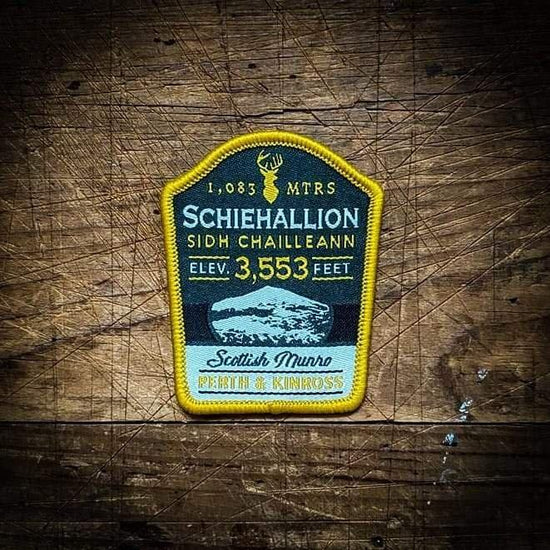 1,083 MTRS
SCHIEHALLION
SIDH CHAILLEANN
ELEV. 3,553 FEET
Scottish Munro
PERTH & KINROSS